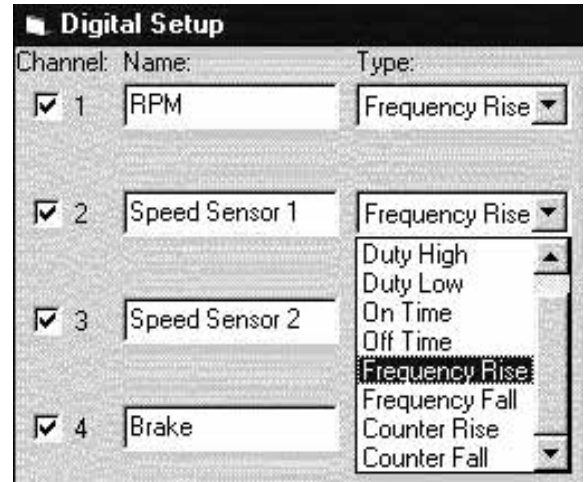 Digital Setup
Channel: Name: Type:
1 RPM Frequency Rise
2 Speed Sensor 1 Frequency Rise
Duty High
Duty Low
On Time
3 Speed Sensor 2
Off Time
Frequency Rise
Frequency Fall
4 Brake
Counter Rise
Counter Fall